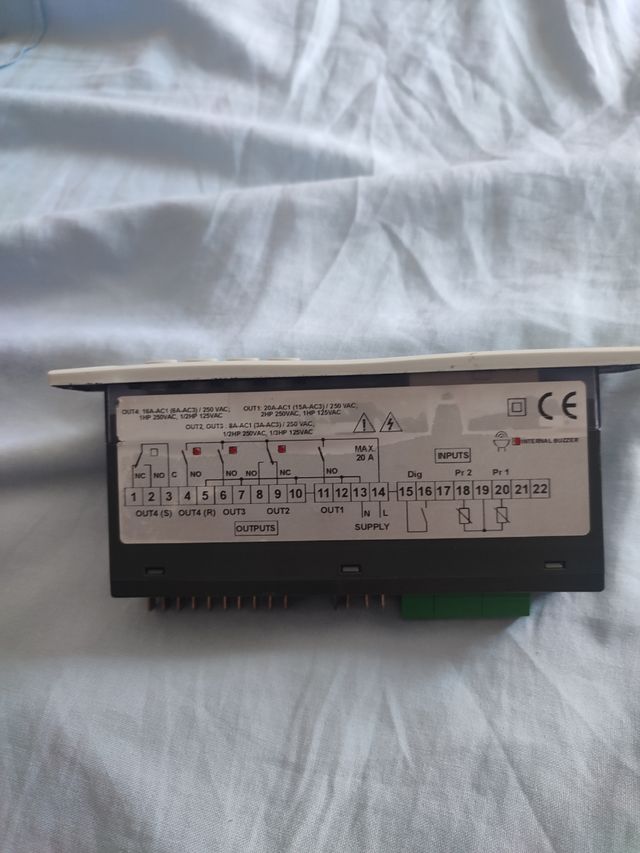 OUT4: 16A-AC1 (6A-AC3) / 250 VAC,
1HP 250VAC, 1/2HP 125VAC
OUT1: 20A-AC1 (15A-AC3) / 250 VAC,
2HP 250VAC, 1HP 125VAC
OUT2, OUT3 : 8A-AC1 (3A-AC3) / 250 VAC,
1/2HP 250VAC, 1/3HP 125VAC
CE
INTERNAL BUZZER
MAX.
20 A
INPUTS
NC NO C NO NO NO NC NO
Dig Pr 2 Pr 1
1 2 3 4 5 6 7 8 9 10 11 12 13 14 15 16 17 18 19 20 21 22
OUT4 (S) OUT4 (R) OUT3 OUT2 OUT1 N L
OUTPUTS SUPPLY